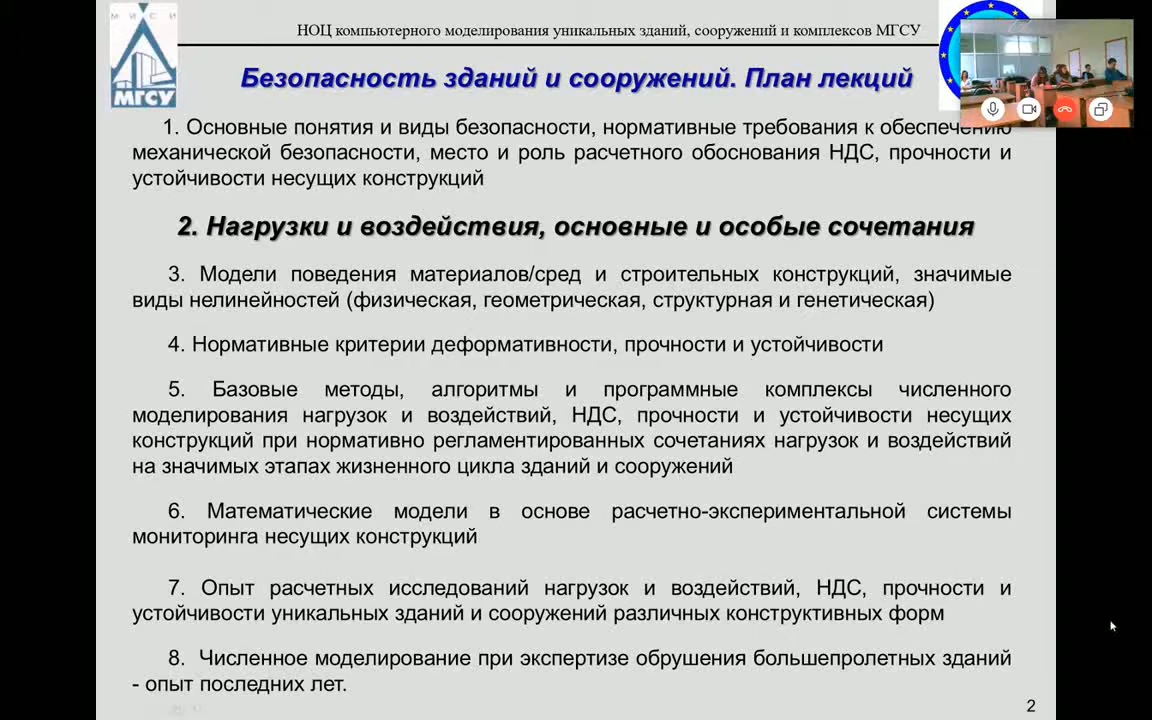 МИСИ
МГСУ
НОЦ компьютерного моделирования уникальных зданий, сооружений и комплексов МГСУ
Безопасность зданий и сооружений. План лекций
1. Основные понятия и виды безопасности, нормативные требования к обеспечению
механической безопасности, место и роль расчетного обоснования НДС, прочности и
устойчивости несущих конструкций
2. Нагрузки и воздействия, основные и особые сочетания
3. Модели поведения материалов/сред и строительных конструкций, значимые
виды нелинейностей (физическая, геометрическая, структурная и генетическая)
4. Нормативные критерии деформативности, прочности и устойчивости
5. Базовые методы, алгоритмы и программные комплексы численного
моделирования нагрузок и воздействий, НДС, прочности и устойчивости несущих
конструкций при нормативно регламентированных сочетаниях нагрузок и воздействий
на значимых этапах жизненного цикла зданий и сооружений
6. Математические модели в основе расчетно-экспериментальной системы
мониторинга несущих конструкций
7. Опыт расчетных исследований нагрузок и воздействий, НДС, прочности и
устойчивости уникальных зданий и сооружений различных конструктивных форм
8. Численное моделирование при экспертизе обрушения большепролетных зданий
- опыт последних лет.
2